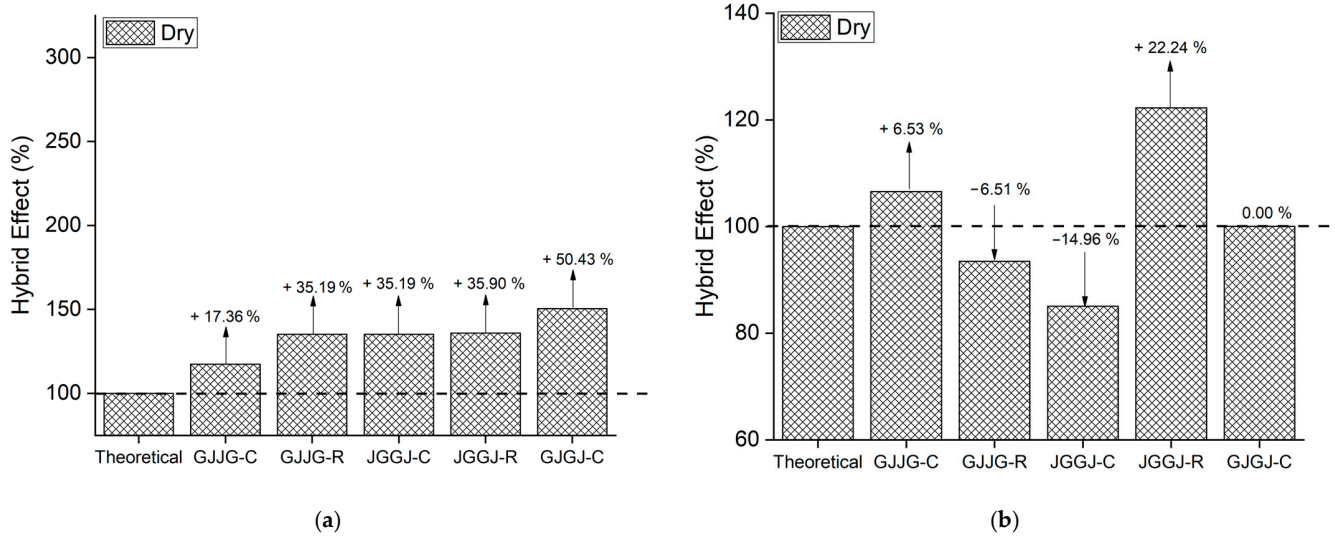 Dry
300
250
200
150
100
Hybrid Effect (%)
+ 17.36 %
+ 35.19 %
+ 35.19 %
+ 35.90 %
+ 50.43 %
Theoretical GJJG-C GJJG-R JGGJ-C JGGJ-R GJGJ-C
(a)
Dry
140
120
100
80
60
Hybrid Effect (%)
+ 6.53 %
−6.51 %
−14.96 %
+ 22.24 %
0.00 %
Theoretical GJJG-C GJJG-R JGGJ-C JGGJ-R GJGJ-C
(b)